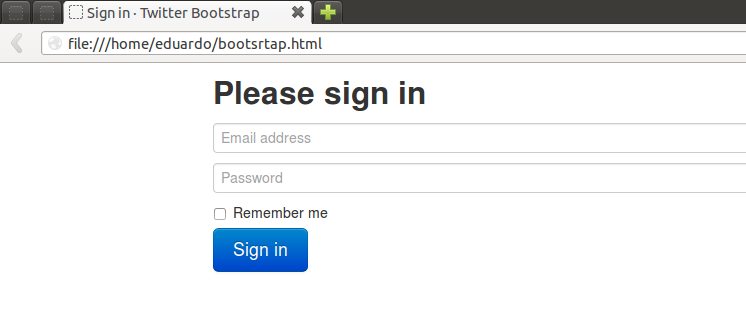 Sign in · Twitter Bootstrap
file:///home/eduardo/bootsrtap.html
Please sign in
Email address
Password
Remember me
Sign in